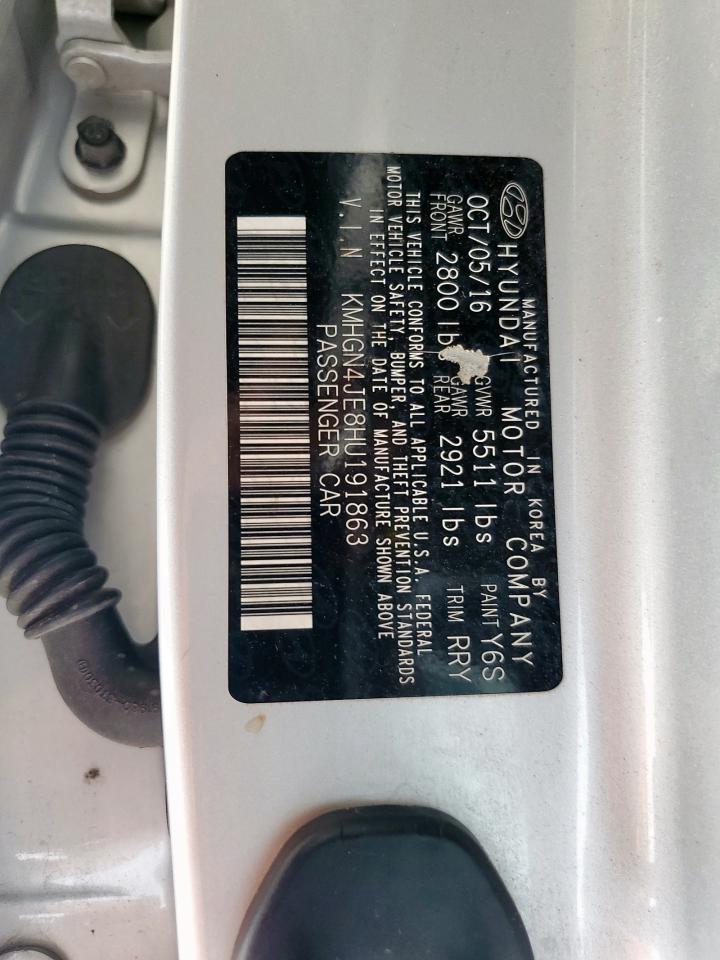 MANUFACTURED IN KOREA BY
HYUNDAI MOTOR COMPANY
OCT/05/16 GVWR 5511 lbs PAINT Y6S
GAWR FRONT 2800 lb GAWR REAR 2921 lbs TRIM RRY
THIS VEHICLE CONFORMS TO ALL APPLICABLE U.S.A. FEDERAL
MOTOR VEHICLE SAFETY, BUMPER, AND THEFT PREVENTION STANDARDS
IN EFFECT ON THE DATE OF MANUFACTURE SHOWN ABOVE
V.I.N KMHGN4JE8HU191863
PASSENGER CAR